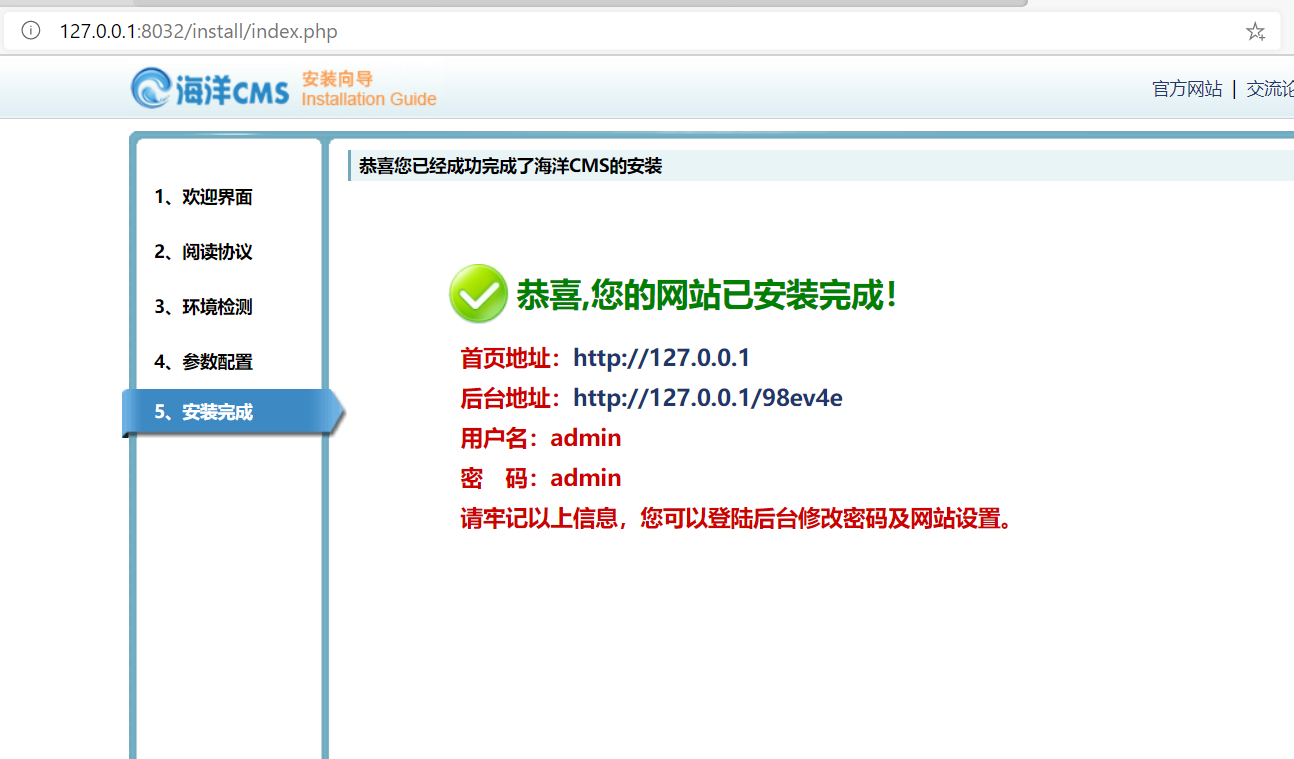 127.0.0.1:8032/install/index.php
海洋CMS 安装向导
Installation Guide
官方网站 | 交流论
恭喜您已经成功完成了海洋CMS的安装
1、欢迎界面
2、阅读协议
3、环境检测
4、参数配置
5、安装完成
恭喜,您的网站已安装完成！
首页地址：http://127.0.0.1
后台地址：http://127.0.0.1/98ev4e
用户名：admin
密　码：admin
请牢记以上信息，您可以登陆后台修改密码及网站设置。